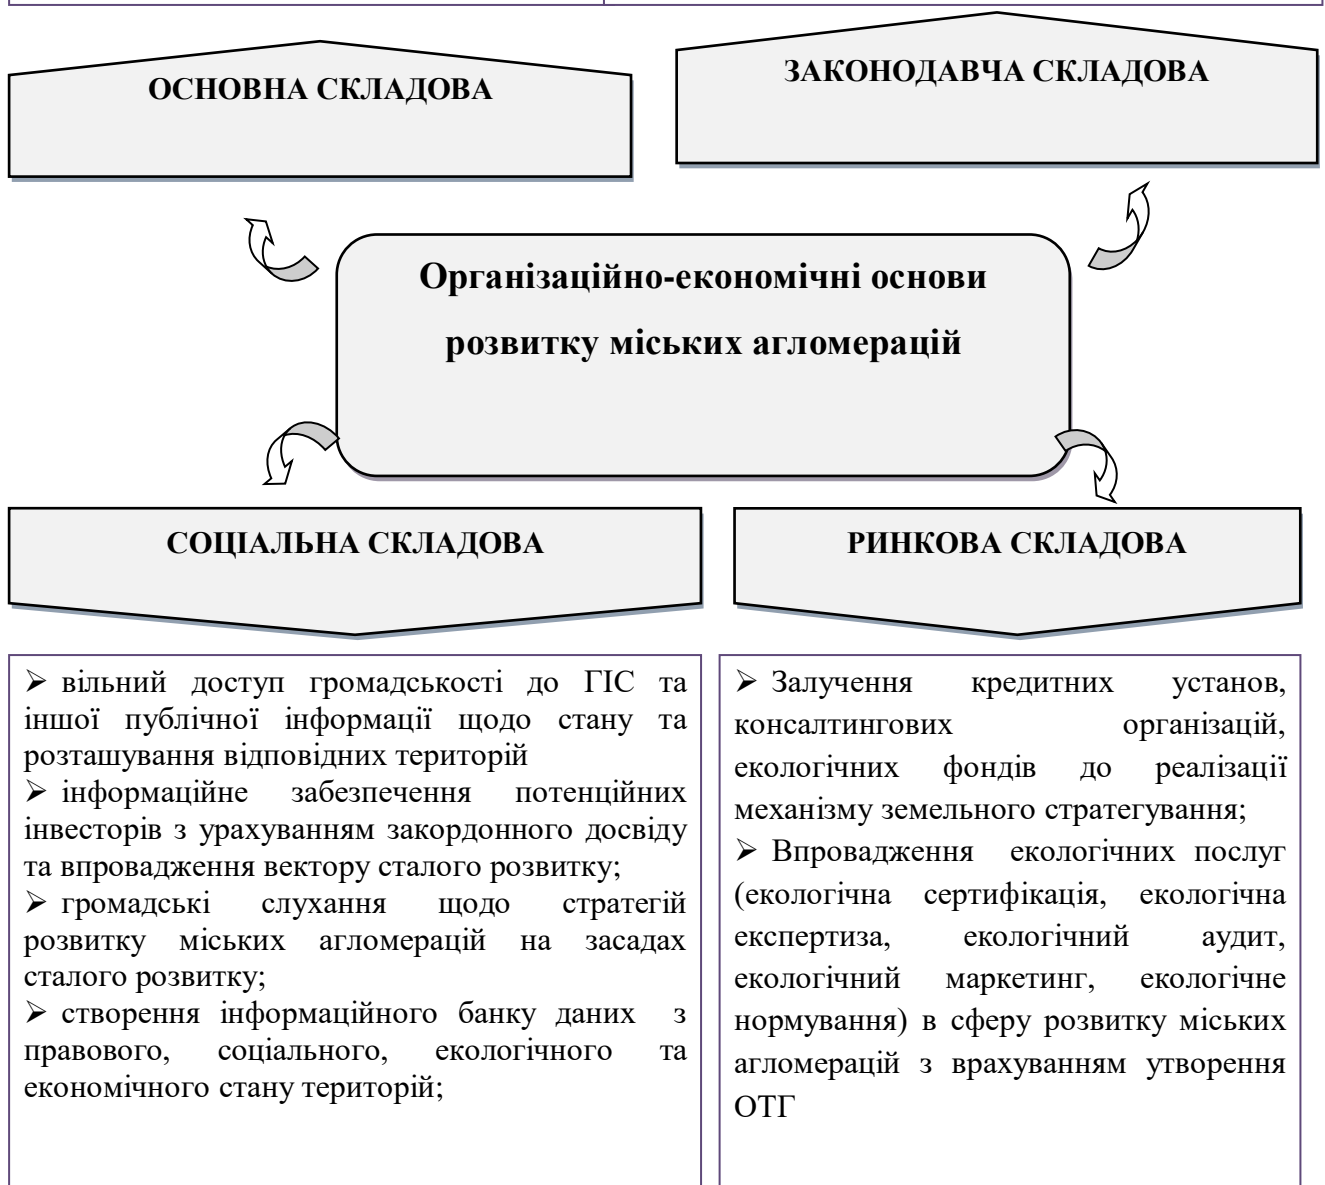 ОСНОВНА СКЛАДОВА
ЗАКОНОДАВЧА СКЛАДОВА
Організаційно-економічні основи
розвитку міських агломерацій
СОЦІАЛЬНА СКЛАДОВА
РИНКОВА СКЛАДОВА
➢ вільний доступ громадськості до ГІС та
іншої публічної інформації щодо стану та
розташування відповідних територій
➢ інформаційне забезпечення потенційних
інвесторів з урахуванням закордонного досвіду
та впровадження вектору сталого розвитку;
➢ громадські слухання щодо стратегій
розвитку міських агломерацій на засадах
сталого розвитку;
➢ створення інформаційного банку даних з
правового, соціального, екологічного та
економічного стану територій;
➢ Залучення кредитних установ,
консалтингових організацій,
екологічних фондів до реалізації
механізму земельного стратегування;
➢ Впровадження екологічних послуг
(екологічна сертифікація, екологічна
експертиза, екологічний аудит,
екологічний маркетинг, екологічне
нормування) в сферу розвитку міських
агломерацій з врахуванням утворення
ОТГ